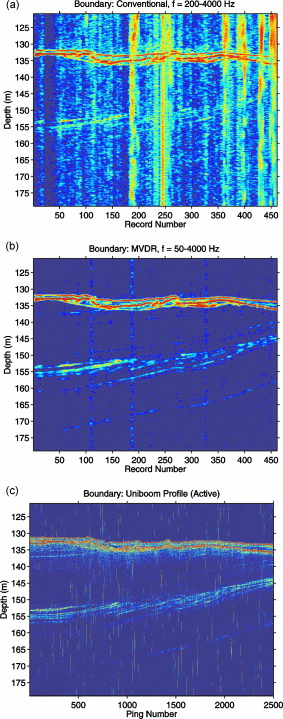 Boundary: Conventional, f = 200-4000 Hz
(a)
Depth (m)
125
130
135
140
145
150
155
160
165
170
175
50 100 150 200 250 300 350 400 450
Record Number
Boundary: MVDR, f = 50-4000 Hz
(b)
Depth (m)
125
130
135
140
145
150
155
160
165
170
175
50 100 150 200 250 300 350 400 450
Record Number
Boundary: Uniboom Profile (Active)
(c)
Depth (m)
125
130
135
140
145
150
155
160
165
170
175
500 1000 1500 2000 2500
Ping Number